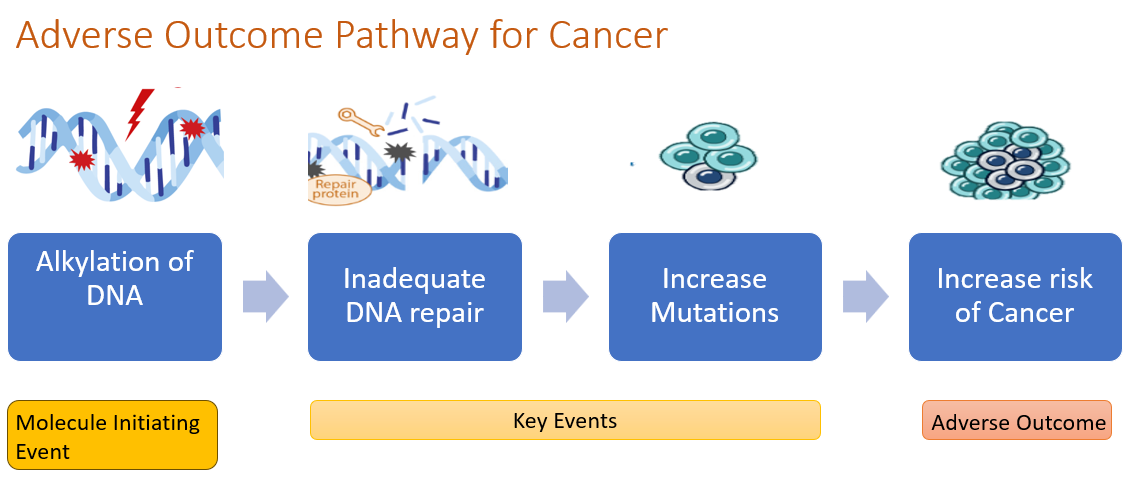 Adverse Outcome Pathway for Cancer
Repair
protein
Alkylation of
DNA
Inadequate
DNA repair
Increase
Mutations
Increase risk
of Cancer
Molecule Initiating
Event
Key Events
Adverse Outcome